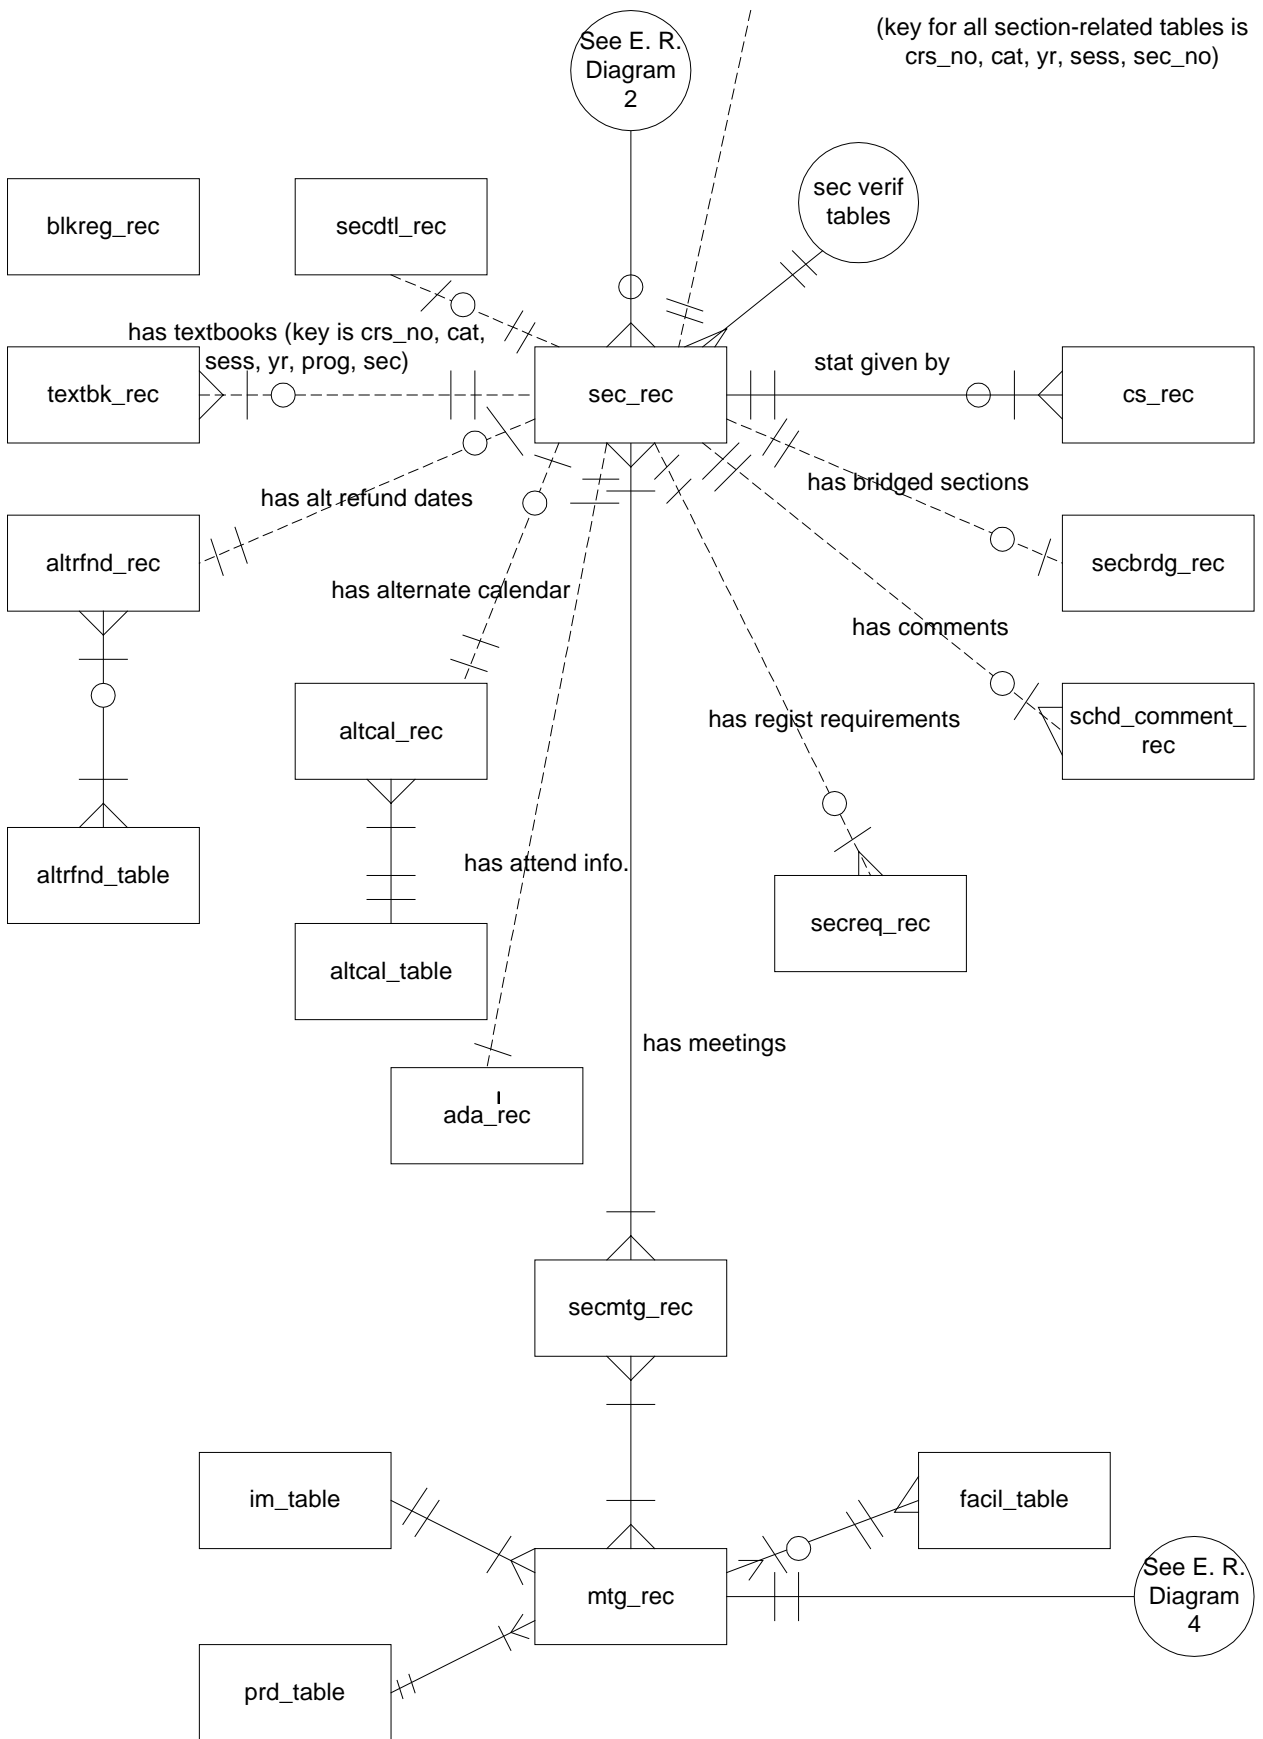 See E. R.
Diagram
2
(key for all section-related tables is
crs_no, cat, yr, sess, sec_no)
sec verif
tables
blkreg_rec
secdtl_rec
has textbooks (key is crs_no, cat,
sess, yr, prog, sec)
textbk_rec
sec_rec
stat given by
cs_rec
has alt refund dates
has bridged sections
altrfnd_rec
has alternate calendar
secbrdg_rec
has comments
altcal_rec
has regist requirements
schd_comment_
rec
altrfnd_table
has attend info.
secreq_rec
altcal_table
has meetings
ada_rec
secmtg_rec
im_table
facil_table
mtg_rec
See E. R.
Diagram
4
prd_table